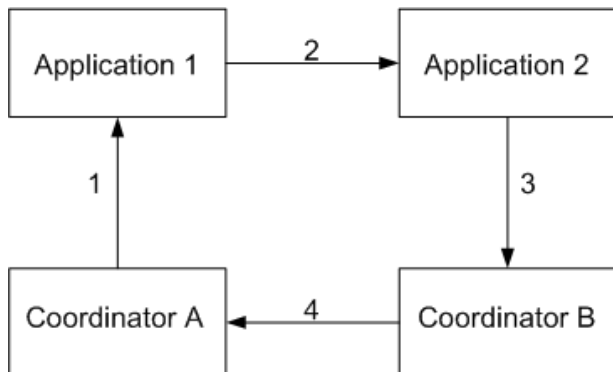 Application 1
2
Application 2
1
3
Coordinator A
4
Coordinator B